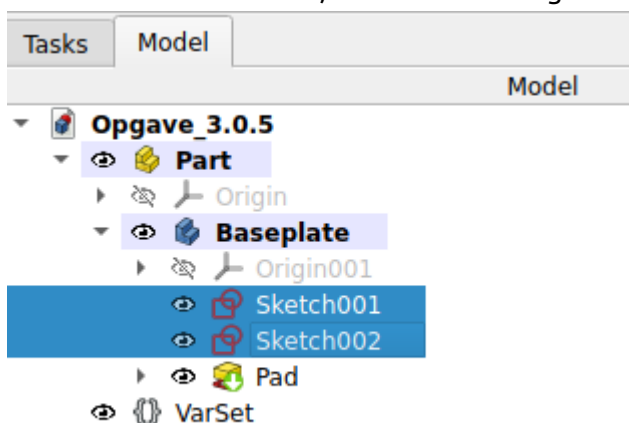 Tasks Model
Model
Opgave_3.0.5
Part
Origin
Baseplate
Origin001
Sketch001
Sketch002
Pad
VarSet